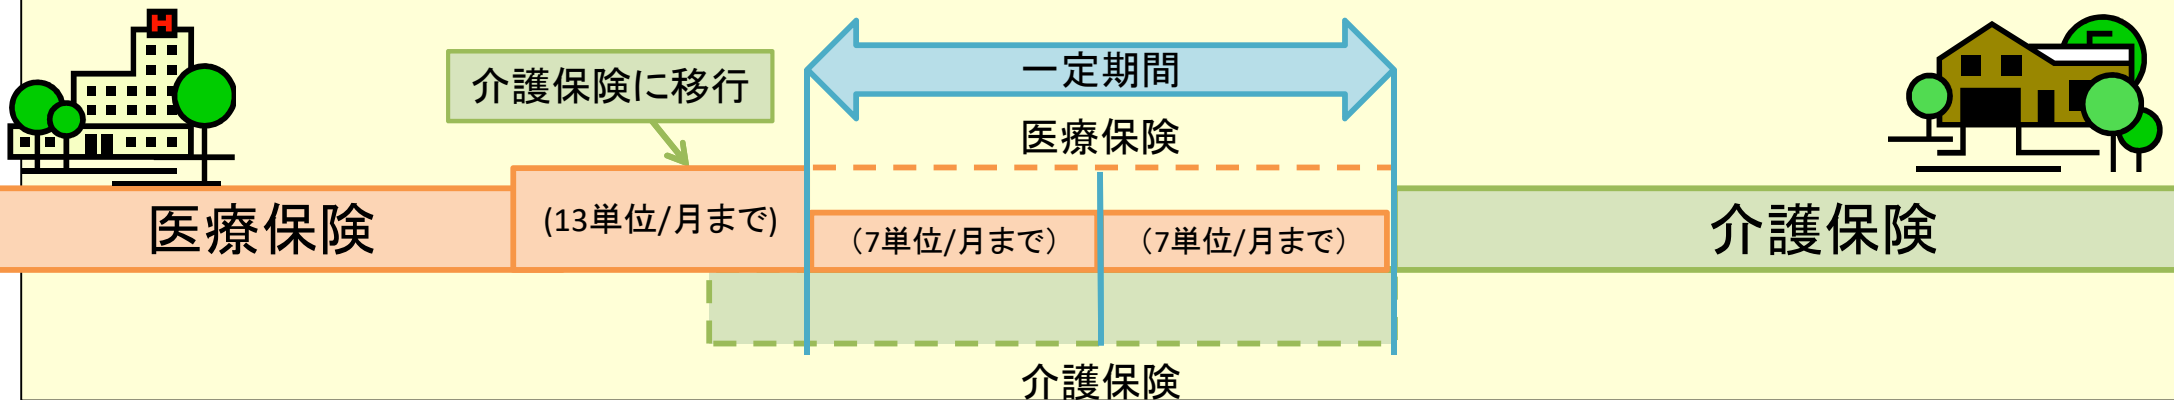 H
介護保険に移行
一定期間
医療保険
医療保険
(13単位/月まで)
（7単位/月まで）
（7単位/月まで）
介護保険
介護保険